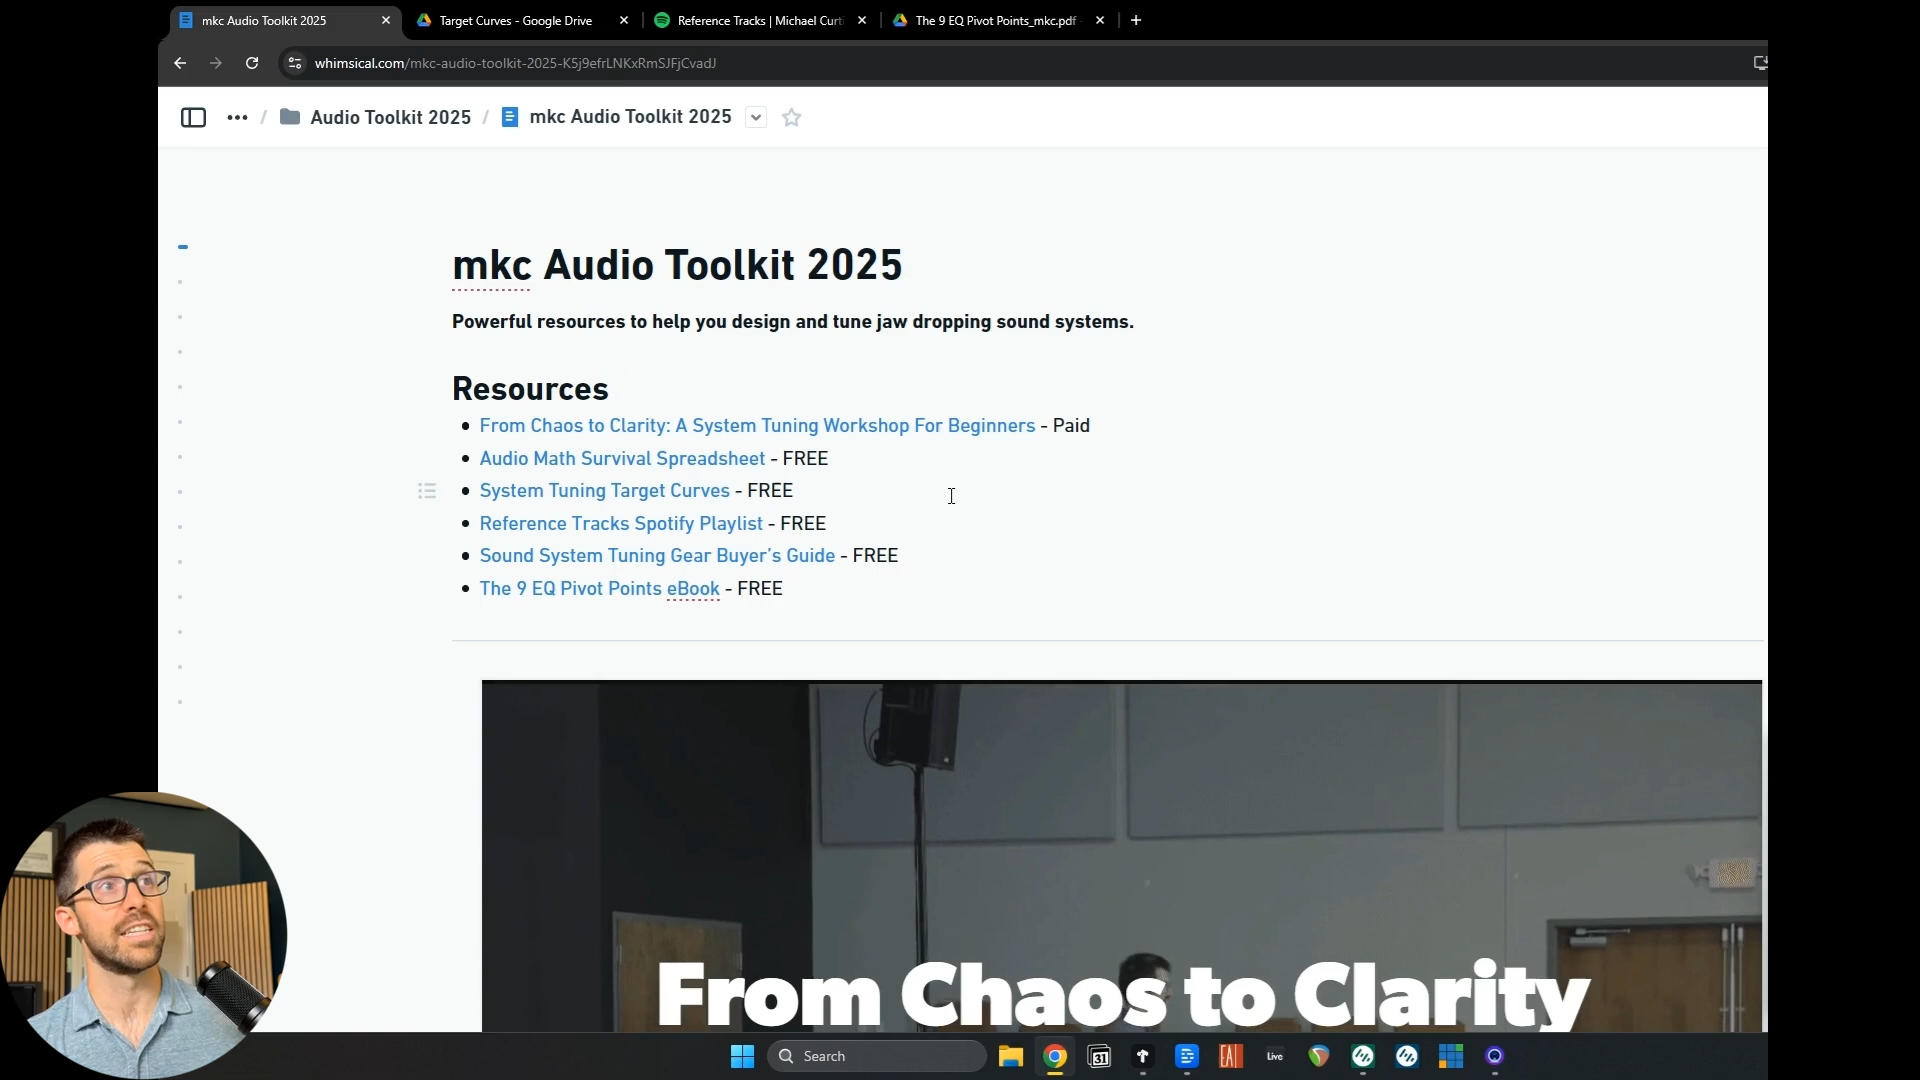 mkc Audio Toolkit 2025
Target Curves - Google Drive
Reference Tracks | Michael Curti
The 9 EQ Pivot Points_mkc.pdf
whimsical.com/mkc-audio-toolkit-2025-K5j9efrLNKxRmSJFjCvadJ
••• / Audio Toolkit 2025 / mkc Audio Toolkit 2025
mkc Audio Toolkit 2025
Powerful resources to help you design and tune jaw dropping sound systems.
Resources
• From Chaos to Clarity: A System Tuning Workshop For Beginners - Paid
• Audio Math Survival Spreadsheet - FREE
• System Tuning Target Curves - FREE
• Reference Tracks Spotify Playlist - FREE
• Sound System Tuning Gear Buyer’s Guide - FREE
• The 9 EQ Pivot Points eBook - FREE
From Chaos to Clarity
Search
31
EA
Live